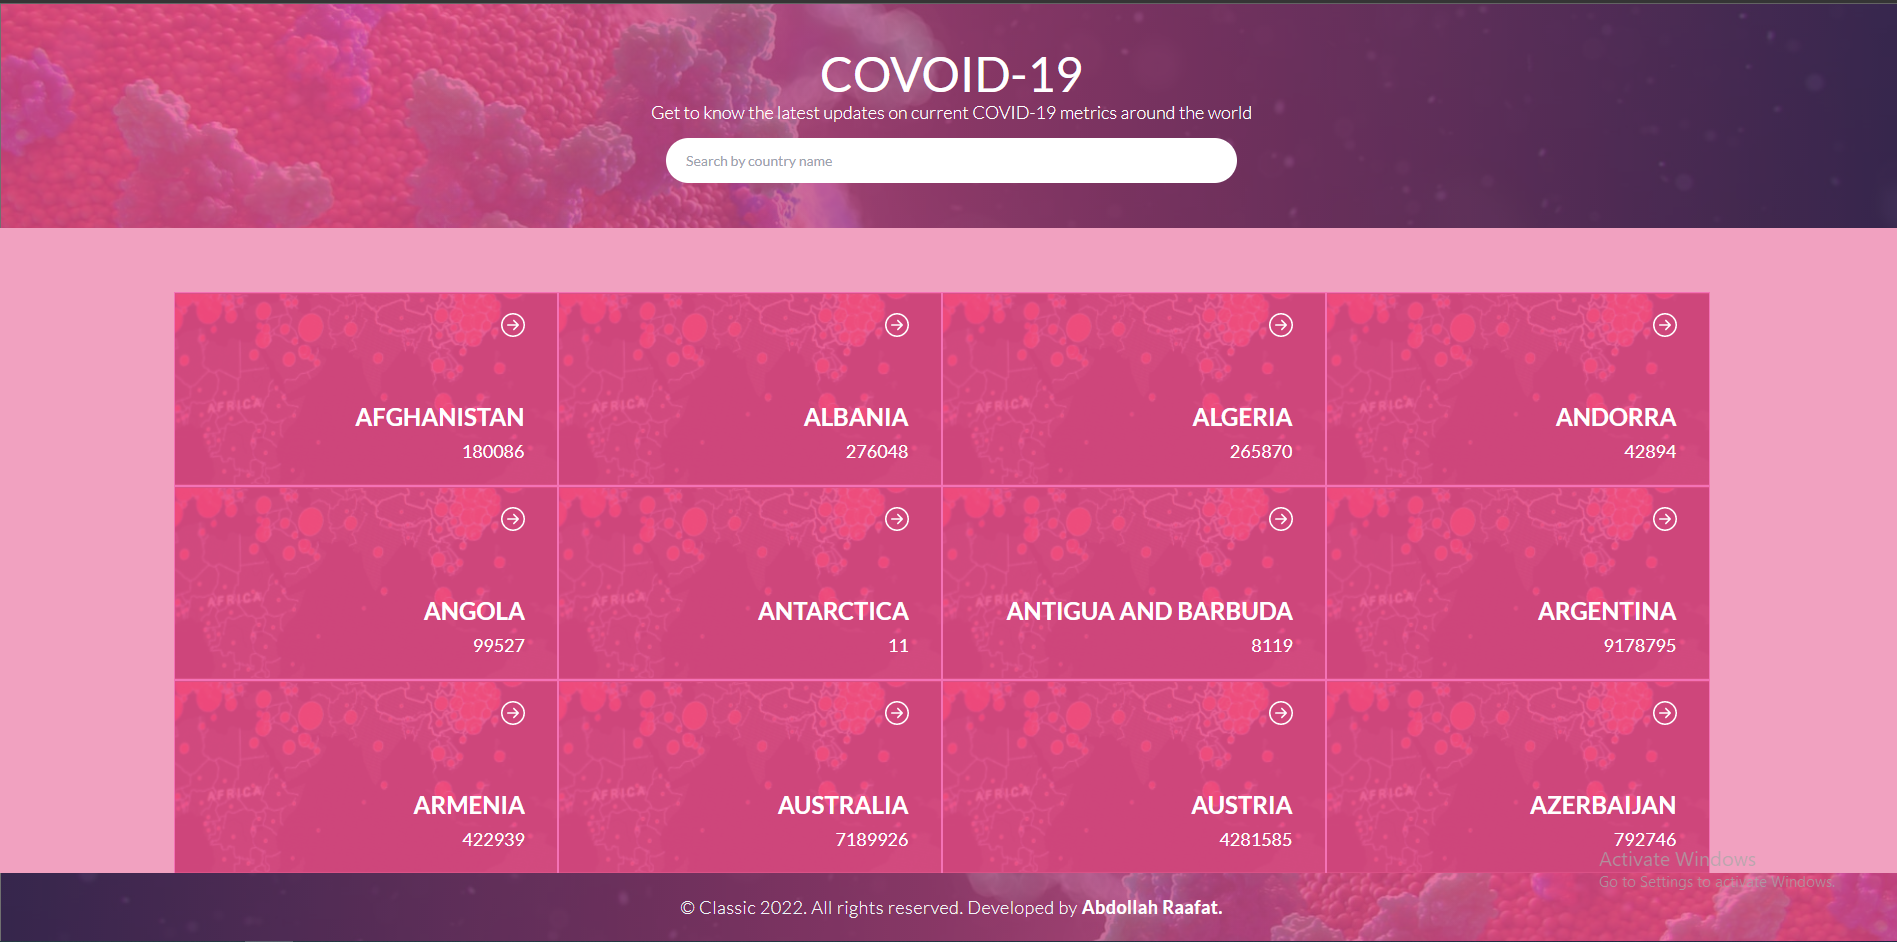 COVOID-19
Get to know the latest updates on current COVID-19 metrics around the world
Search by country name
AFRICA
AFGHANISTAN
180086
AFRICA
ALBANIA
276048
AFRICA
ALGERIA
265870
AFRICA
ANDORRA
42894
AFRICA
ANGOLA
99527
AFRICA
ANTARCTICA
11
AFRICA
ANTIGUA AND BARBUDA
8119
AFRICA
ARGENTINA
9178795
AFRICA
ARMENIA
422939
AFRICA
AUSTRALIA
7189926
AFRICA
AUSTRIA
4281585
AFRICA
AZERBAIJAN
792746
Activate Windows
Go to Settings to activate Windows.
© Classic 2022. All rights reserved. Developed by Abdollah Raafat.